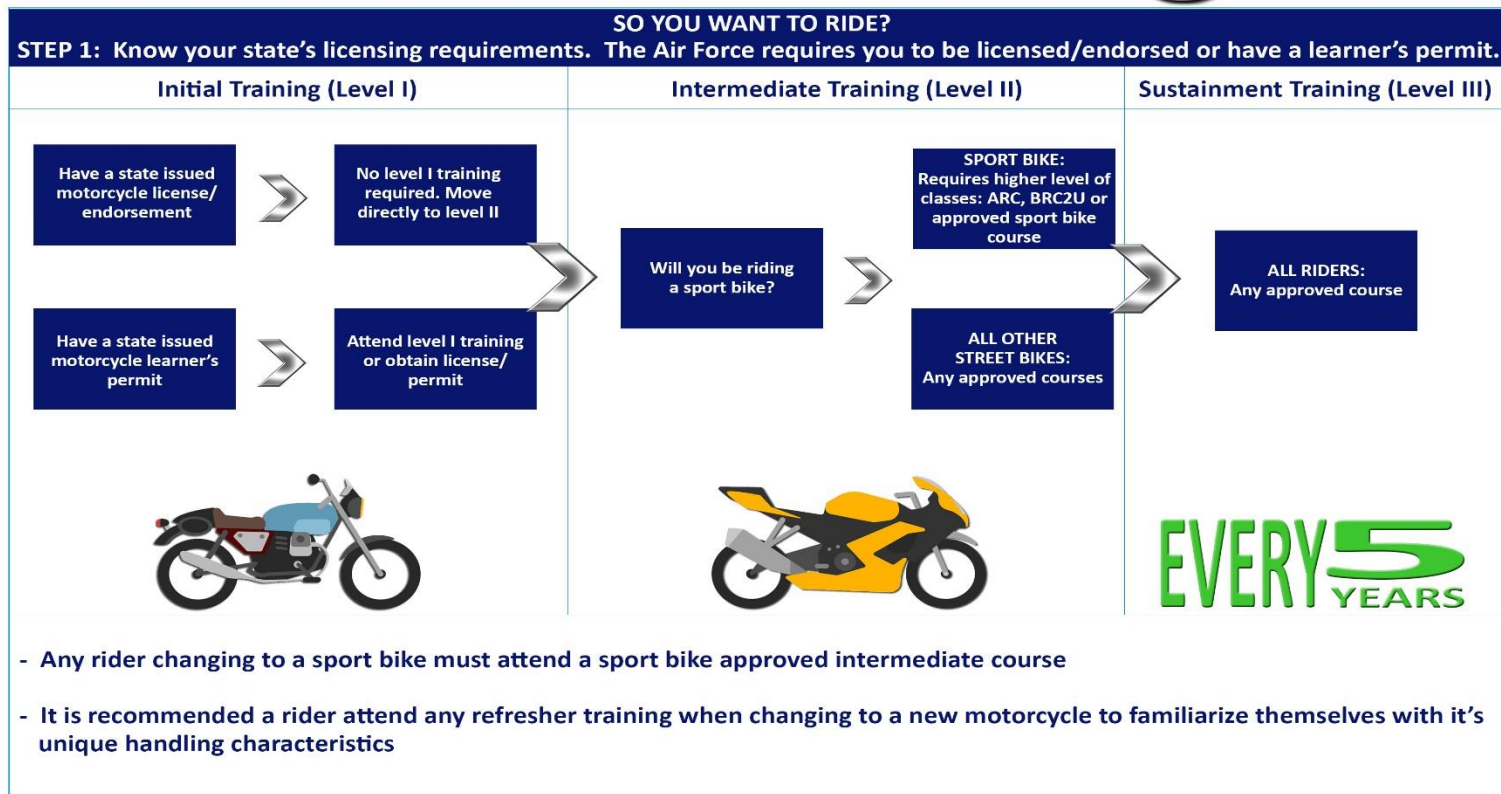 SO YOU WANT TO RIDE?
STEP 1: Know your state's licensing requirements. The Air Force requires you to be licensed/endorsed or have a learner's permit.
Initial Training (Level I)
Have a state issued
motorcycle license/
endorsement
No level I training
required. Move
directly to level II
Have a state issued
motorcycle learner's
permit
Attend level I training
or obtain license/
permit
Intermediate Training (Level II)
Will you be riding
a sport bike?
SPORT BIKE:
Requires higher level of
classes: ARC, BRC2U or
approved sport bike
course
ALL OTHER
STREET BIKES:
Any approved courses
Sustainment Training (Level III)
ALL RIDERS:
Any approved course
EVERY 5
YEARS
- Any rider changing to a sport bike must attend a sport bike approved intermediate course
- It is recommended a rider attend any refresher training when changing to a new motorcycle to familiarize themselves with it's
unique handling characteristics